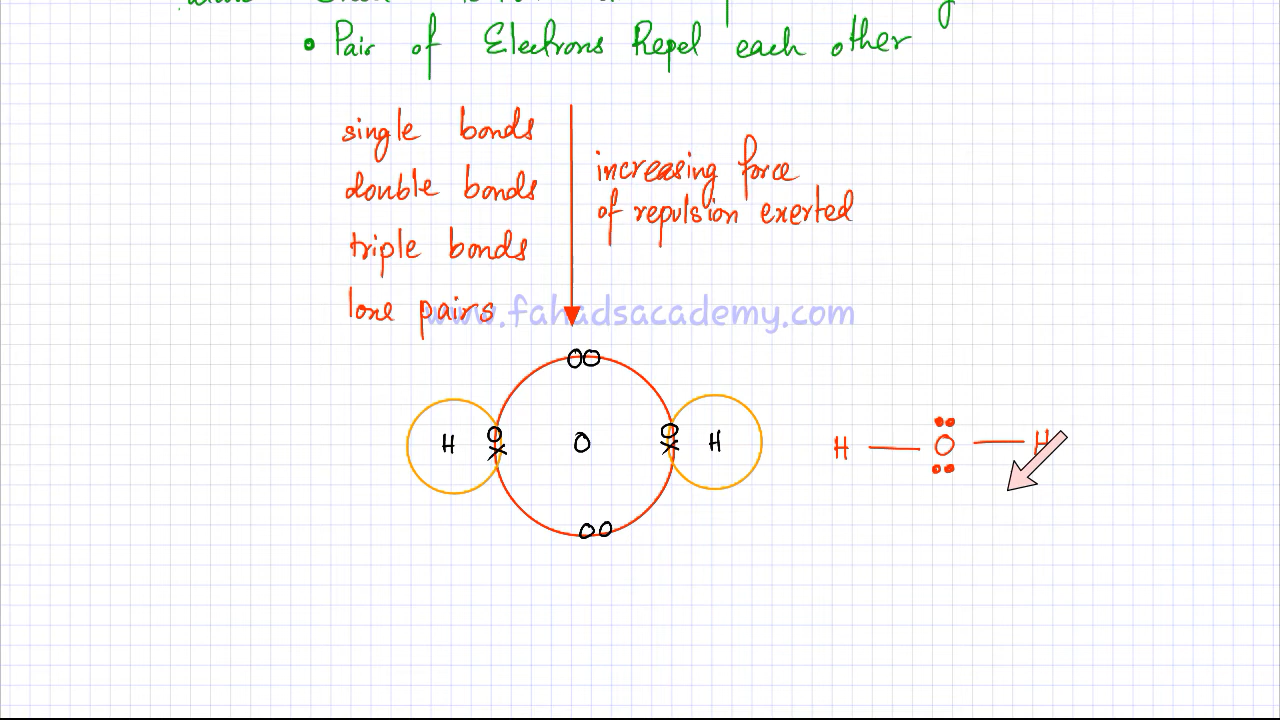 • Pair of Electrons Repel each other
single bonds
double bonds
triple bonds
lone pairs
increasing force
of repulsion exerted
www.fahadsacademy.com
H O H
H — O — H